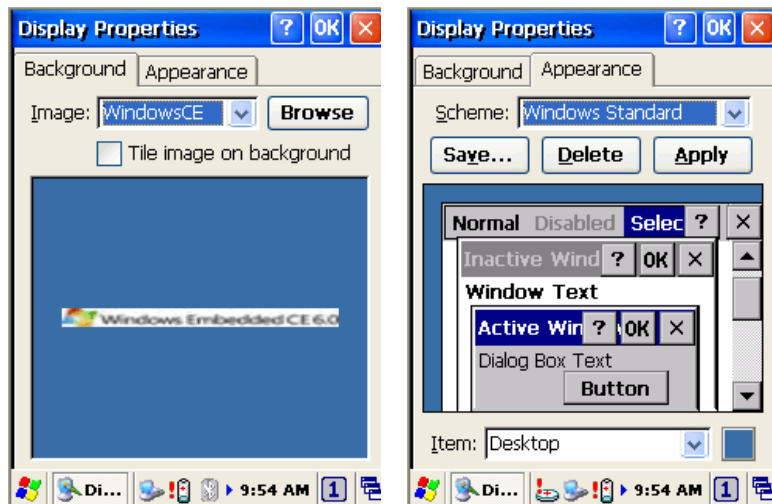 Display Properties ? OK ×
Background Appearance
Image: WindowsCE Browse
Tile image on background
Windows Embedded CE 6.0
Di... 9:54 AM 1
Display Properties ? OK ×
Background Appearance
Scheme: Windows Standard
Save... Delete Apply
Normal Disabled Selec ? ×
Inactive Wind ? OK ×
Window Text
Active Win ? OK ×
Dialog Box Text
Button
Item: Desktop
Di... 9:54 AM 1